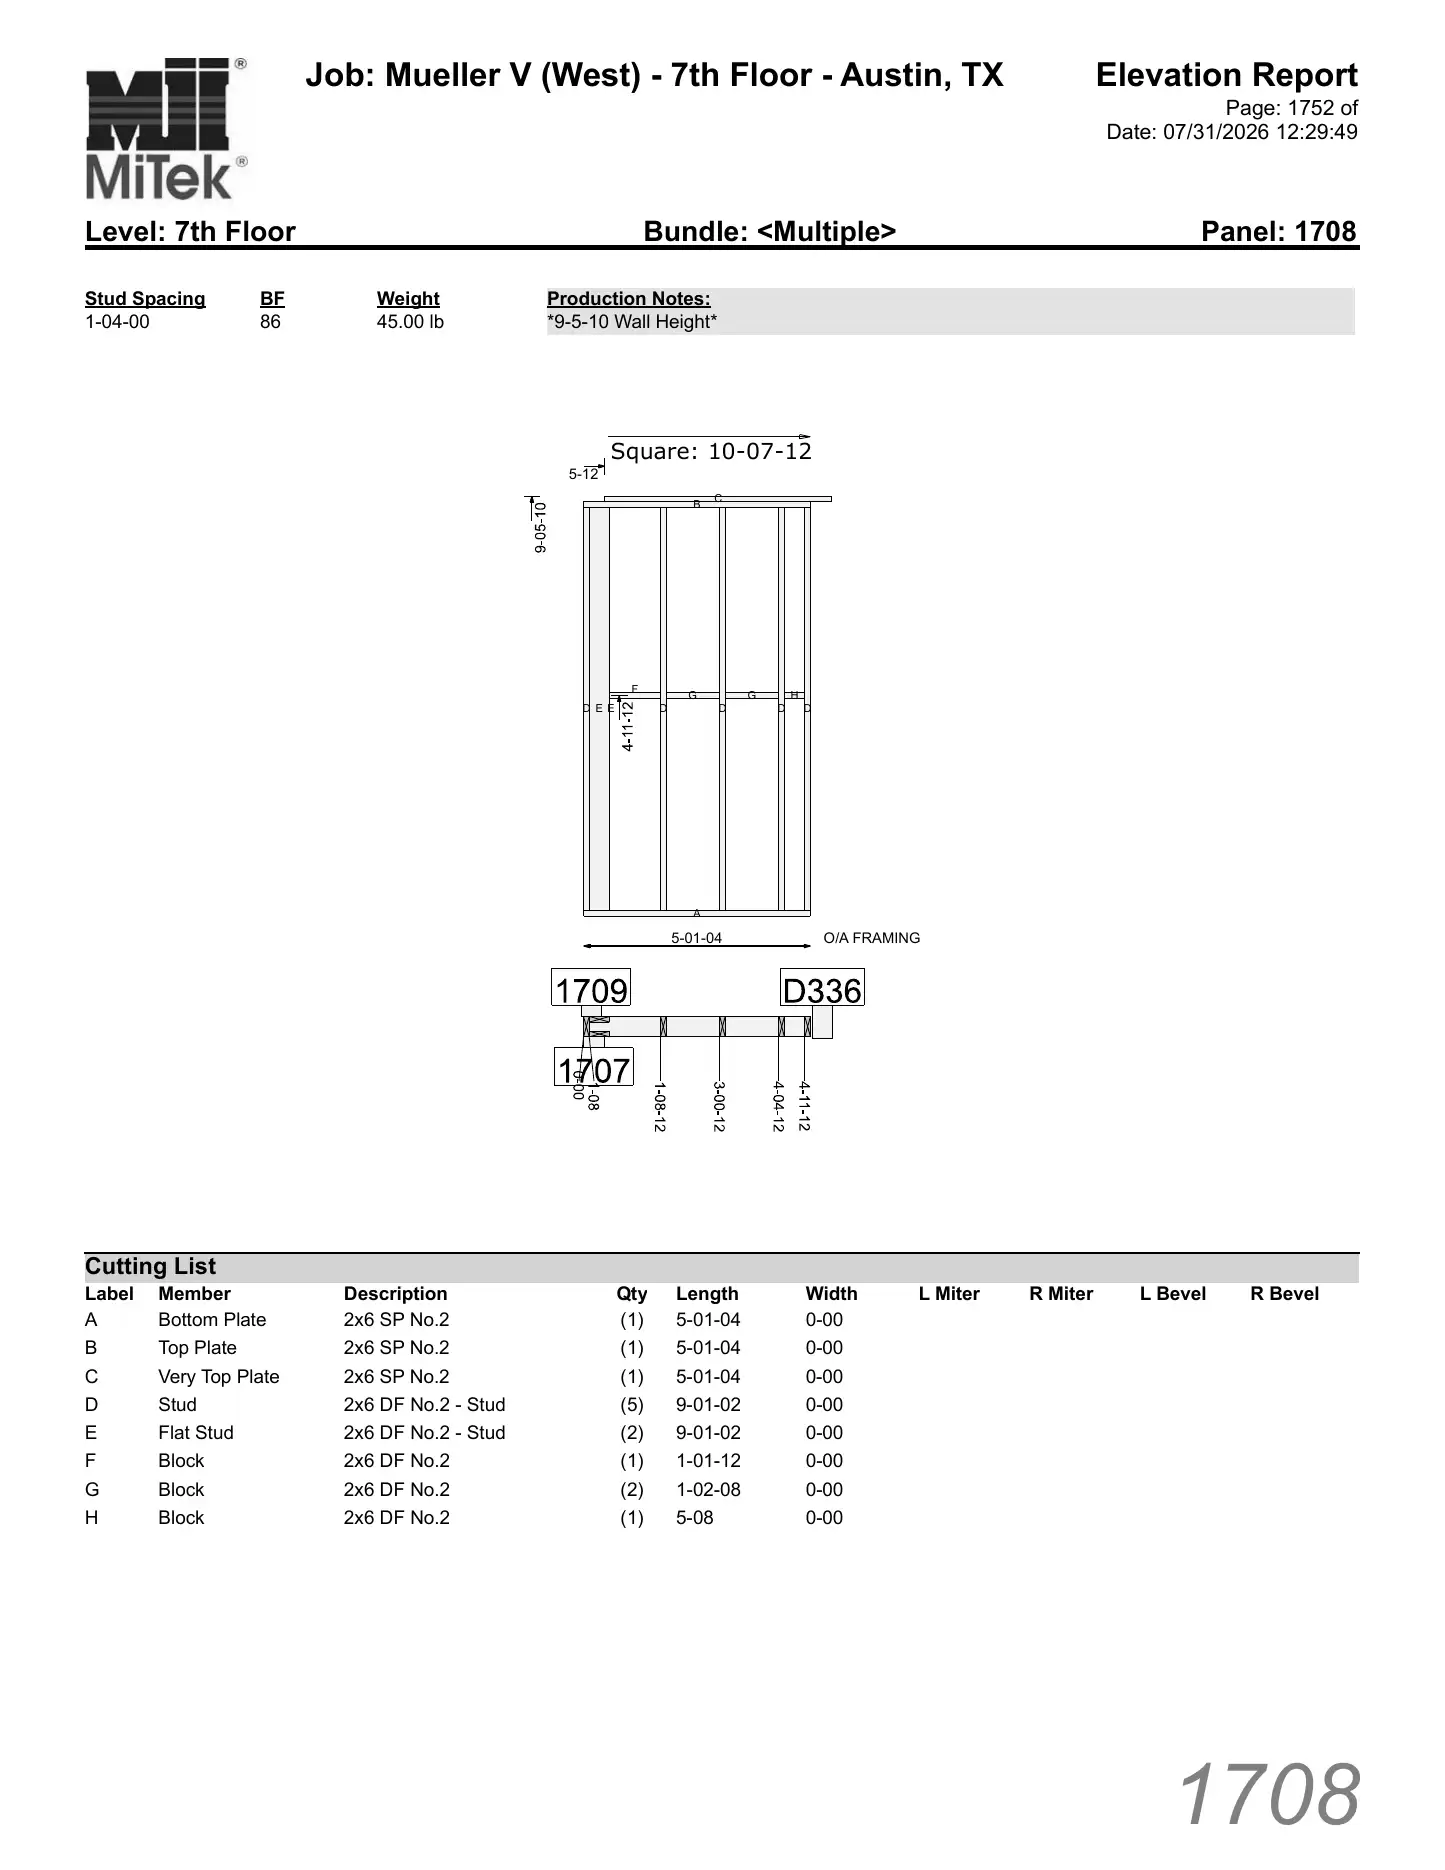 MiTek®
Job: Mueller V (West) - 7th Floor - Austin, TX
Elevation Report
Page: 1752 of
Date: 07/31/2026 12:29:49
Level: 7th Floor Bundle: <Multiple> Panel: 1708
Stud Spacing BF Weight Production Notes:
1-04-00 86 45.00 lb *9-5-10 Wall Height*
Square: 10-07-12
5-12
C
B
9-05-10
F
G G H
D E E D D D D
4-11-12
A
5-01-04 O/A FRAMING
1709 D336
1707
0-00 1-08 1-08-12 3-00-12 4-04-12 4-11-12
Cutting List
Label Member Description Qty Length Width L Miter R Miter L Bevel R Bevel
A Bottom Plate 2x6 SP No.2 (1) 5-01-04 0-00
B Top Plate 2x6 SP No.2 (1) 5-01-04 0-00
C Very Top Plate 2x6 SP No.2 (1) 5-01-04 0-00
D Stud 2x6 DF No.2 - Stud (5) 9-01-02 0-00
E Flat Stud 2x6 DF No.2 - Stud (2) 9-01-02 0-00
F Block 2x6 DF No.2 (1) 1-01-12 0-00
G Block 2x6 DF No.2 (2) 1-02-08 0-00
H Block 2x6 DF No.2 (1) 5-08 0-00
1708